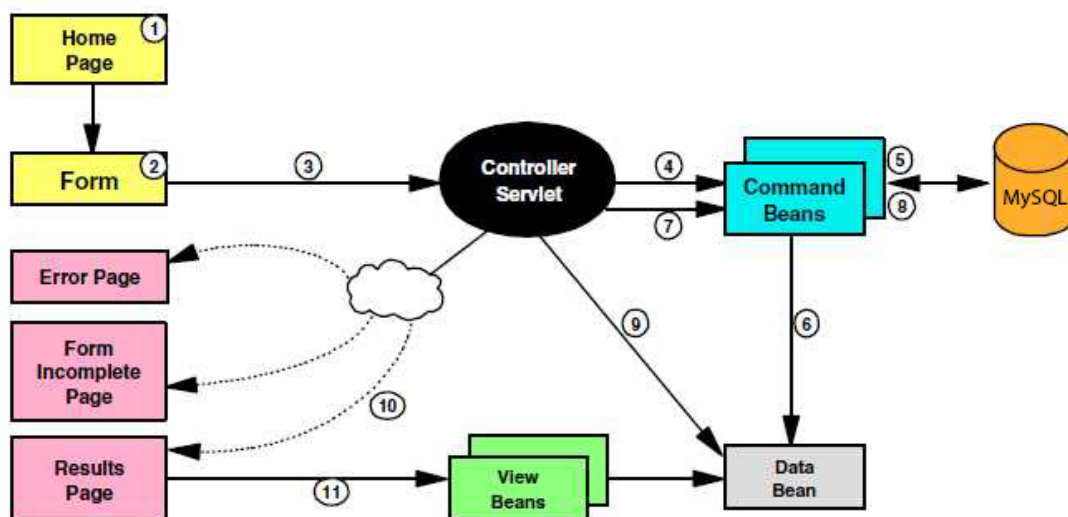 Home
Page
1
Form
2
3
Controller
Servlet
4
7
Command
Beans
5
8
MySQL
Error Page
Form
Incomplete
Page
10
9
6
Results
Page
11
View
Beans
Data
Bean